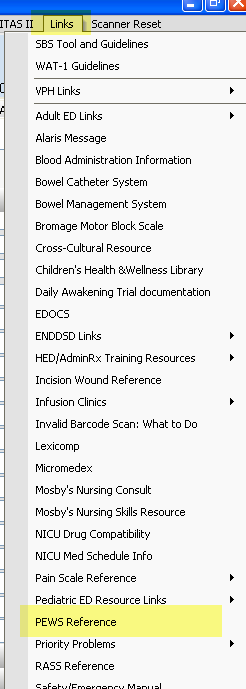 ITAS II Links Scanner Reset
SBS Tool and Guidelines
WAT-1 Guidelines
VPH Links
Adult ED Links
Alaris Message
Blood Administration Information
Bowel Catheter System
Bowel Management System
Bromage Motor Block Scale
Cross-Cultural Resource
Children's Health &Wellness Library
Daily Awakening Trial documentation
EDOCS
ENDDSD Links
HED/AdminRx Training Resources
Incision Wound Reference
Infusion Clinics
Invalid Barcode Scan: What to Do
Lexicomp
Micromedex
Mosby's Nursing Consult
Mosby's Nursing Skills Resource
NICU Drug Compatibility
NICU Med Schedule Info
Pain Scale Reference
Pediatric ED Resource Links
PEWS Reference
Priority Problems
RASS Reference
Safety/Emergency Manual